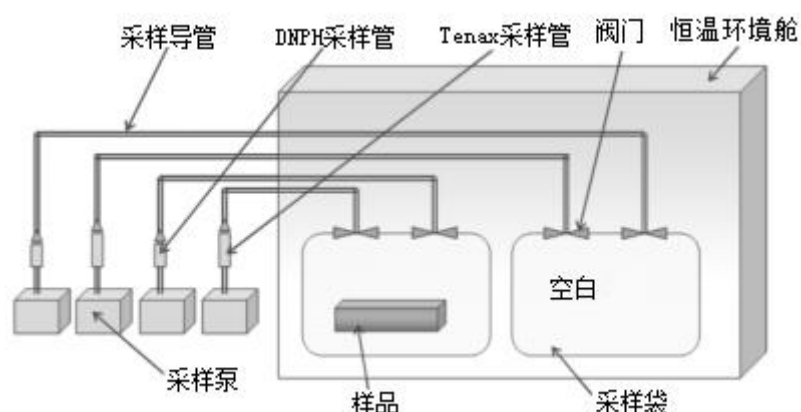 采样导管
DNPH采样管
Tenax采样管
阀门
恒温环境舱
空白
采样泵
样品
采样袋